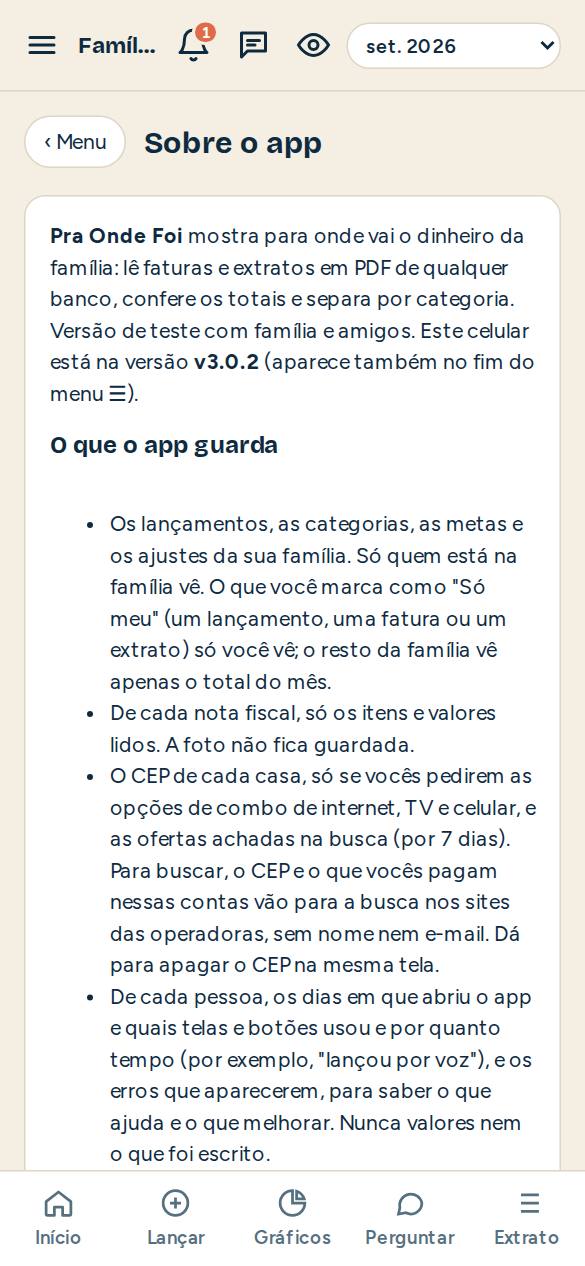 Famíl...
1
set. 2026
‹ Menu
Sobre o app
Pra Onde Foi mostra para onde vai o dinheiro da
família: lê faturas e extratos em PDF de qualquer
banco, confere os totais e separa por categoria.
Versão de teste com família e amigos. Este celular
está na versão v3.0.2 (aparece também no fim do
menu ☰).
O que o app guarda
• Os lançamentos, as categorias, as metas e
os ajustes da sua família. Só quem está na
família vê. O que você marca como "Só
meu" (um lançamento, uma fatura ou um
extrato) só você vê; o resto da família vê
apenas o total do mês.
• De cada nota fiscal, só os itens e valores
lidos. A foto não fica guardada.
• O CEP de cada casa, só se vocês pedirem as
opções de combo de internet, TV e celular, e
as ofertas achadas na busca (por 7 dias).
Para buscar, o CEP e o que vocês pagam
nessas contas vão para a busca nos sites
das operadoras, sem nome nem e-mail. Dá
para apagar o CEP na mesma tela.
• De cada pessoa, os dias em que abriu o app
e quais telas e botões usou e por quanto
tempo (por exemplo, "lançou por voz"), e os
erros que aparecerem, para saber o que
ajuda e o que melhorar. Nunca valores nem
o que foi escrito.
Início
Lançar
Gráficos
Perguntar
Extrato